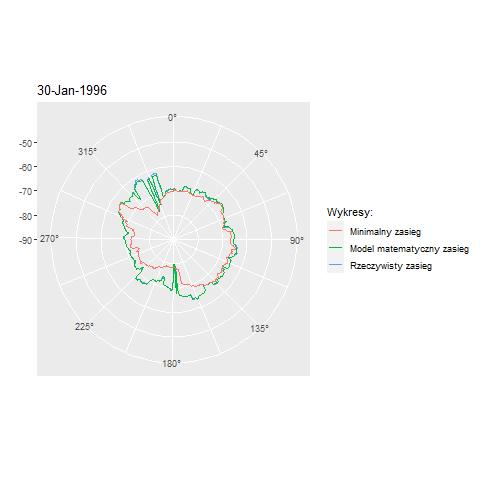 30-Jan-1996
0°
315°
45°
-50
-60
-70
-80
-90
270°
90°
225°
135°
180°
Wykresy:
Minimalny zasieg
Model matematyczny zasieg
Rzeczywisty zasieg